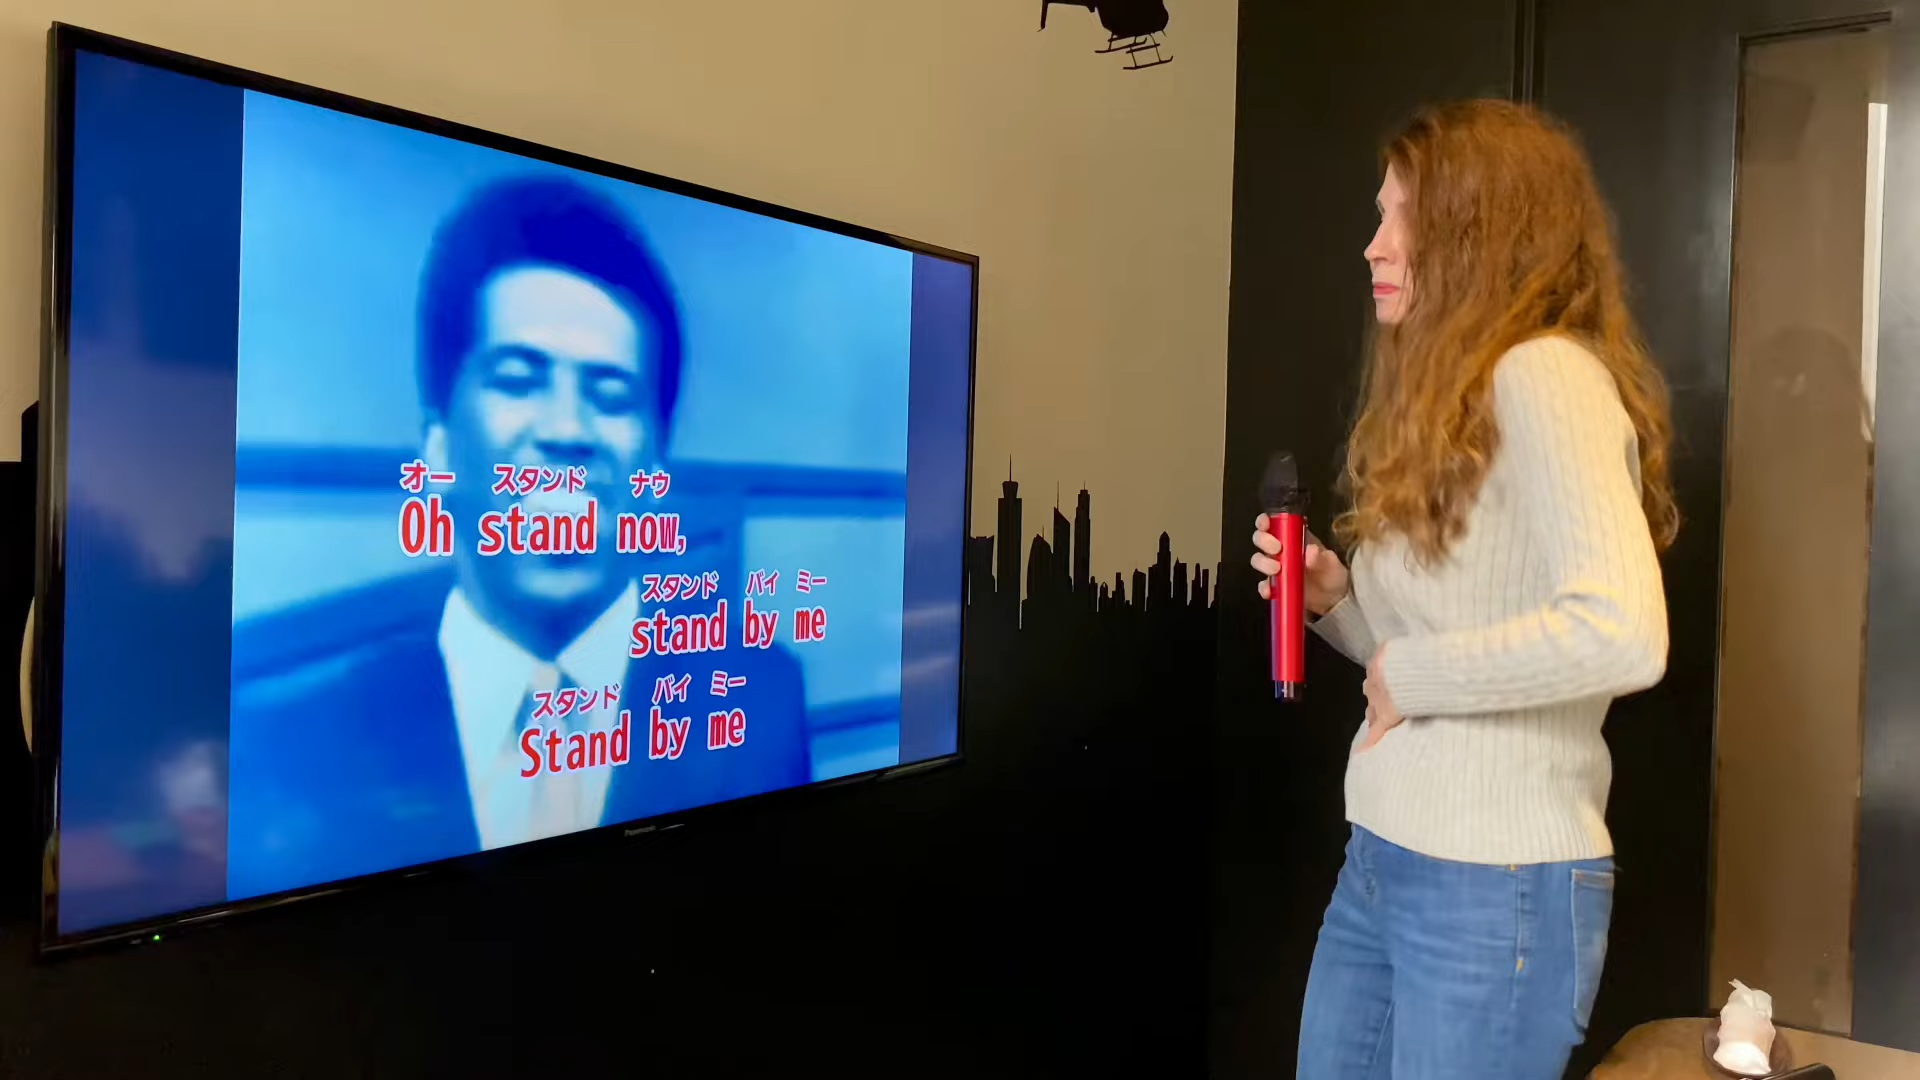 オー スタンド ナウ
Oh stand now,
スタンド バイ ミー
stand by me
スタンド バイ ミー
Stand by me
Panasonic